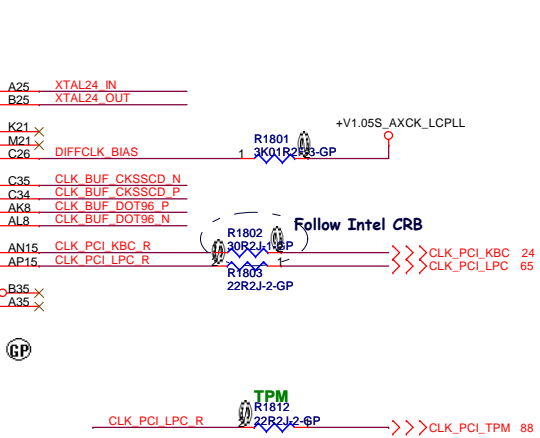 A25 XTAL24_IN
B25 XTAL24_OUT
+V1.05S_AXCK_LCPLL
K21
M21
R1801
C26 DIFFCLK_BIAS 1 3K01R2F-3-GP
C35 CLK_BUF_CKSSCD_N
C34 CLK_BUF_CKSSCD_P
AK8 CLK_BUF_DOT96_P
AL8 CLK_BUF_DOT96_N
Follow Intel CRB
R1802
AN15 CLK_PCI_KBC_R 30R2J-1-GP CLK_PCI_KBC 24
AP15 CLK_PCI_LPC_R 2 1 CLK_PCI_LPC 65
R1803
22R2J-2-GP
B35
A35
GP
TPM
R1812
CLK_PCI_LPC_R 22R2J-2-GP 1 CLK_PCI_TPM 88